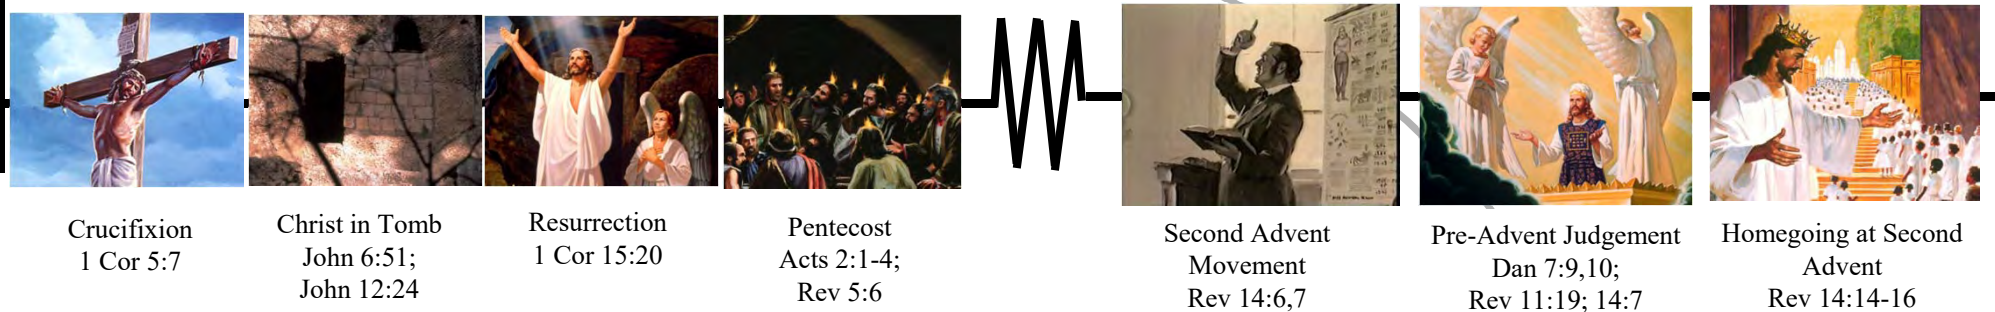 Crucifixion
1 Cor 5:7
Christ in Tomb
John 6:51;
John 12:24
Resurrection
1 Cor 15:20
Pentecost
Acts 2:1-4;
Rev 5:6
Second Advent
Movement
Rev 14:6,7
Pre-Advent Judgement
Dan 7:9,10;
Rev 11:19; 14:7
Homegoing at Second
Advent
Rev 14:14-16